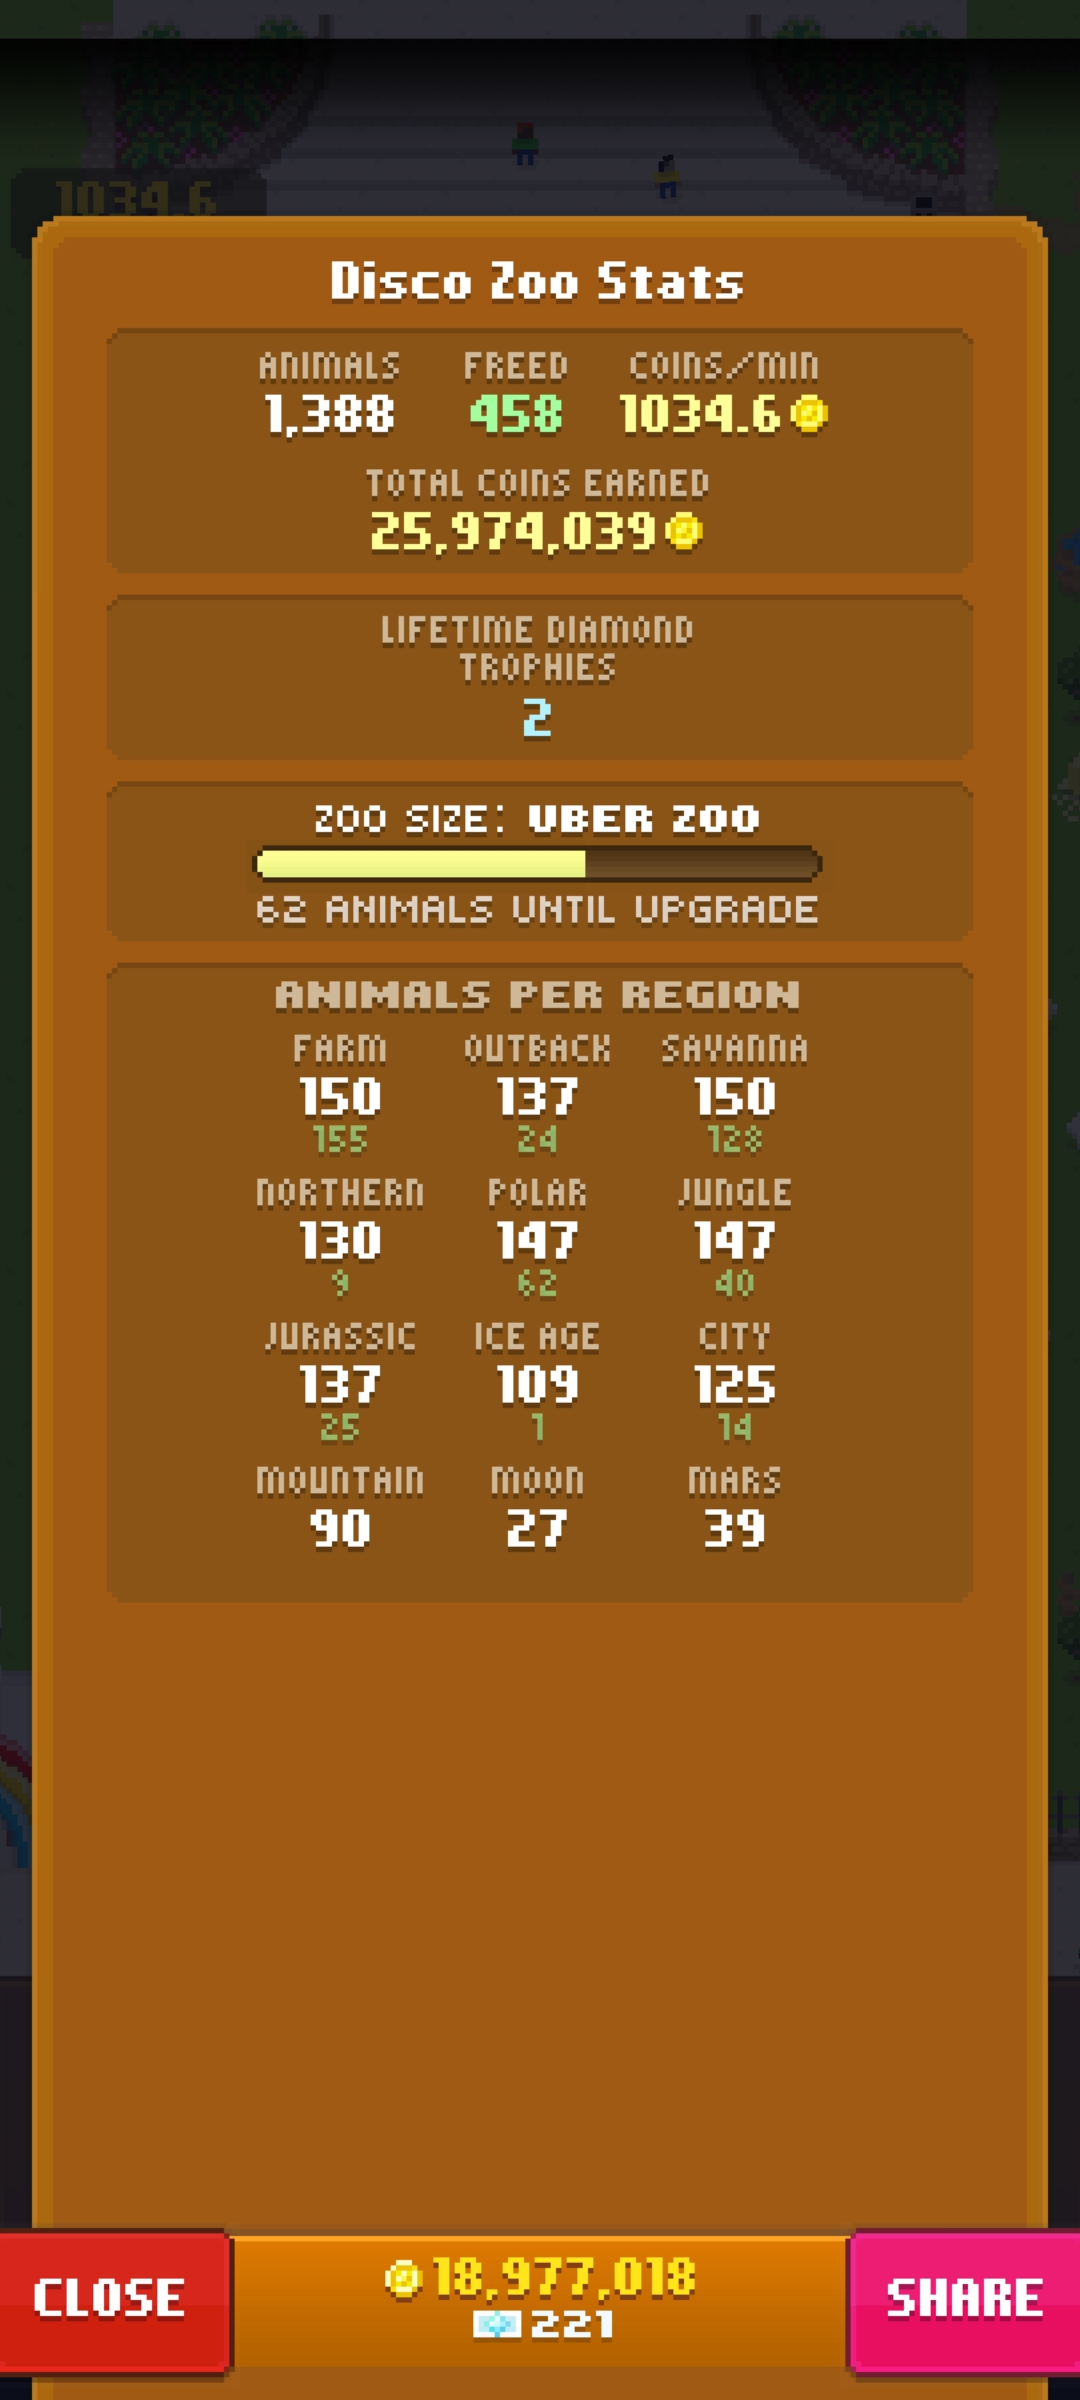 1034.6
Disco Zoo Stats
ANIMALS FREED COINS/MIN
1,388 458 1034.6
TOTAL COINS EARNED
25,974,039
LIFETIME DIAMOND
TROPHIES
2
ZOO SIZE: UBER ZOO
62 ANIMALS UNTIL UPGRADE
ANIMALS PER REGION
FARM OUTBACK SAVANNA
150 137 150
155 24 128
NORTHERN POLAR JUNGLE
130 147 147
9 62 40
JURASSIC ICE AGE CITY
137 109 125
25 1 14
MOUNTAIN MOON MARS
90 27 39
CLOSE
18,977,018
221
SHARE